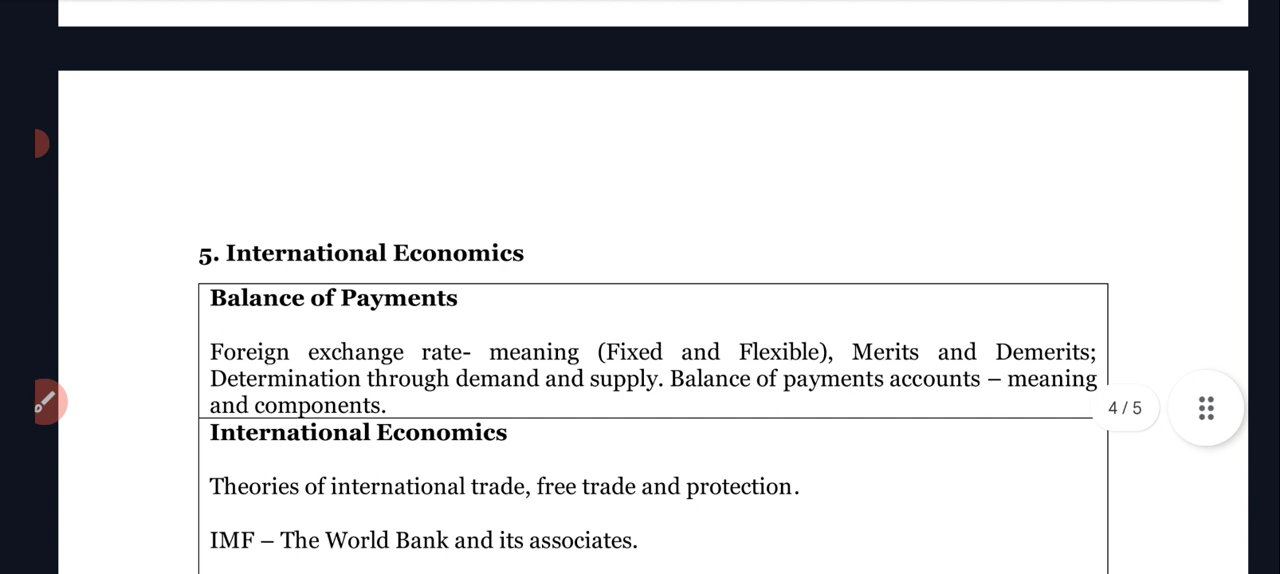 5. International Economics
Balance of Payments
Foreign exchange rate- meaning (Fixed and Flexible), Merits and Demerits;
Determination through demand and supply. Balance of payments accounts – meaning
and components.
4 / 5
International Economics
Theories of international trade, free trade and protection.
IMF – The World Bank and its associates.